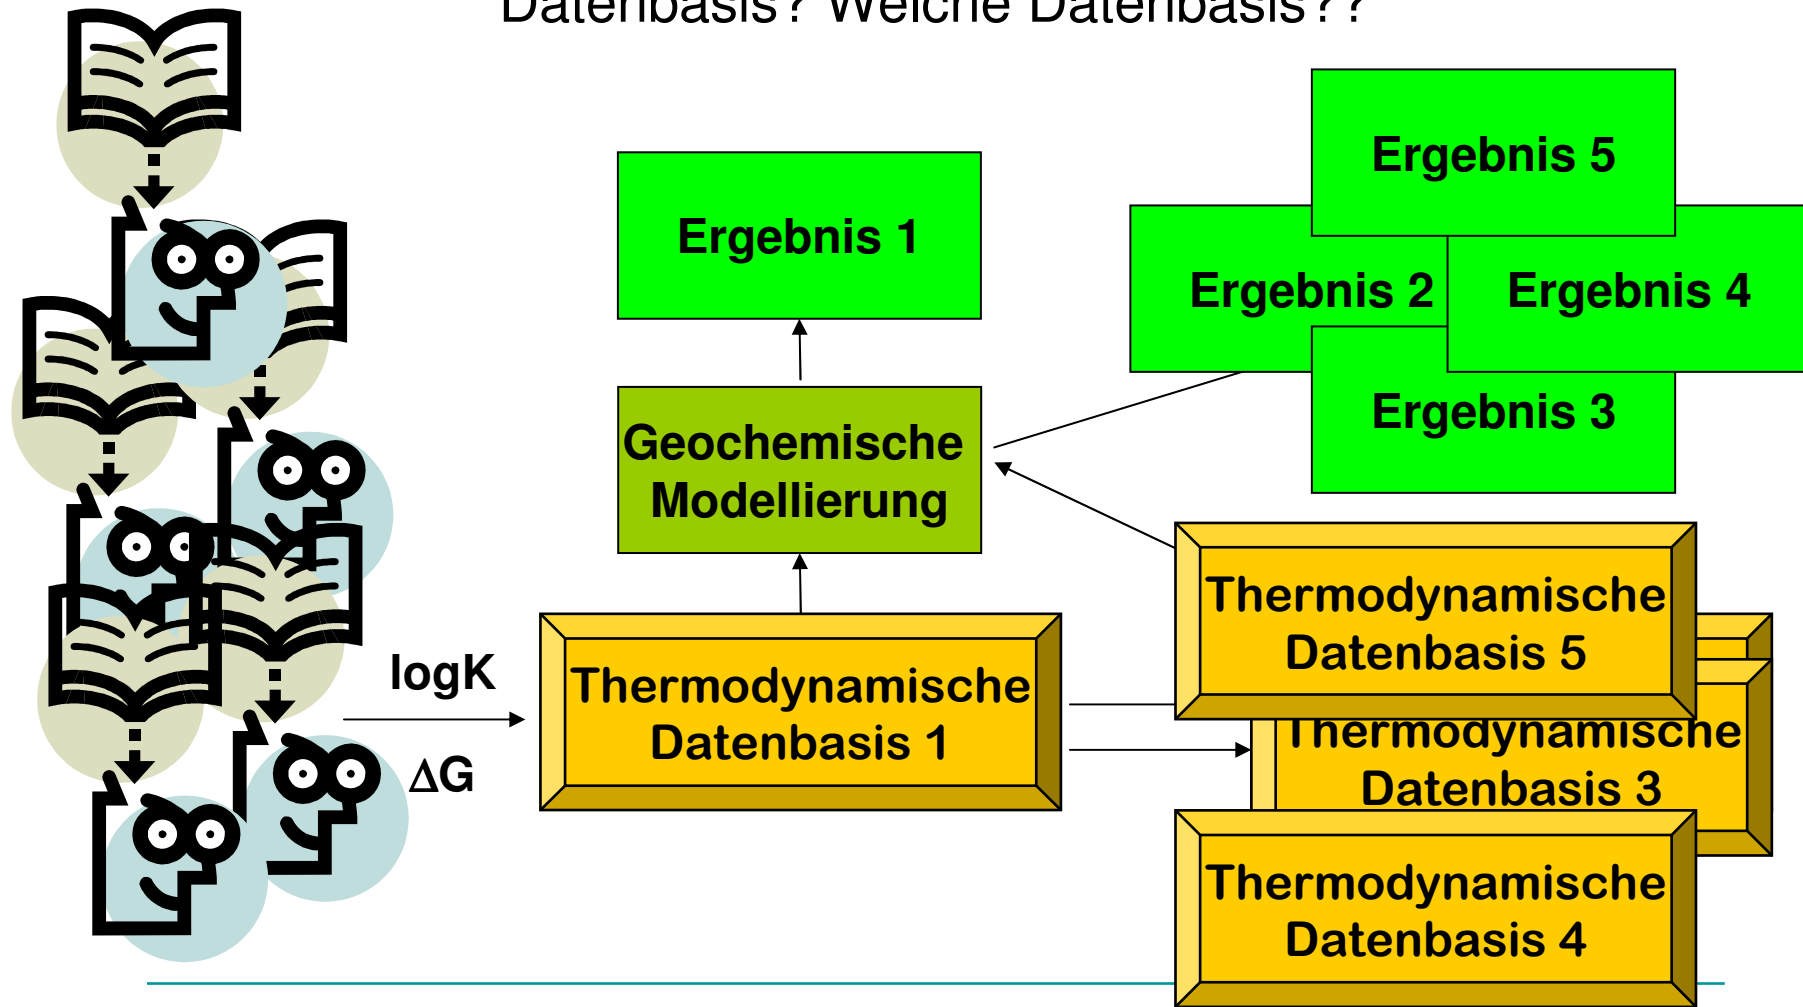 Datenbasis? Welche Datenbasis??
Ergebnis 5
Ergebnis 1
Ergebnis 2
Ergebnis 4
Ergebnis 3
Geochemische
Modellierung
Thermodynamische
Datenbasis 5
logK
ΔG
Thermodynamische
Datenbasis 1
Thermodynamische
Datenbasis 3
Thermodynamische
Datenbasis 4